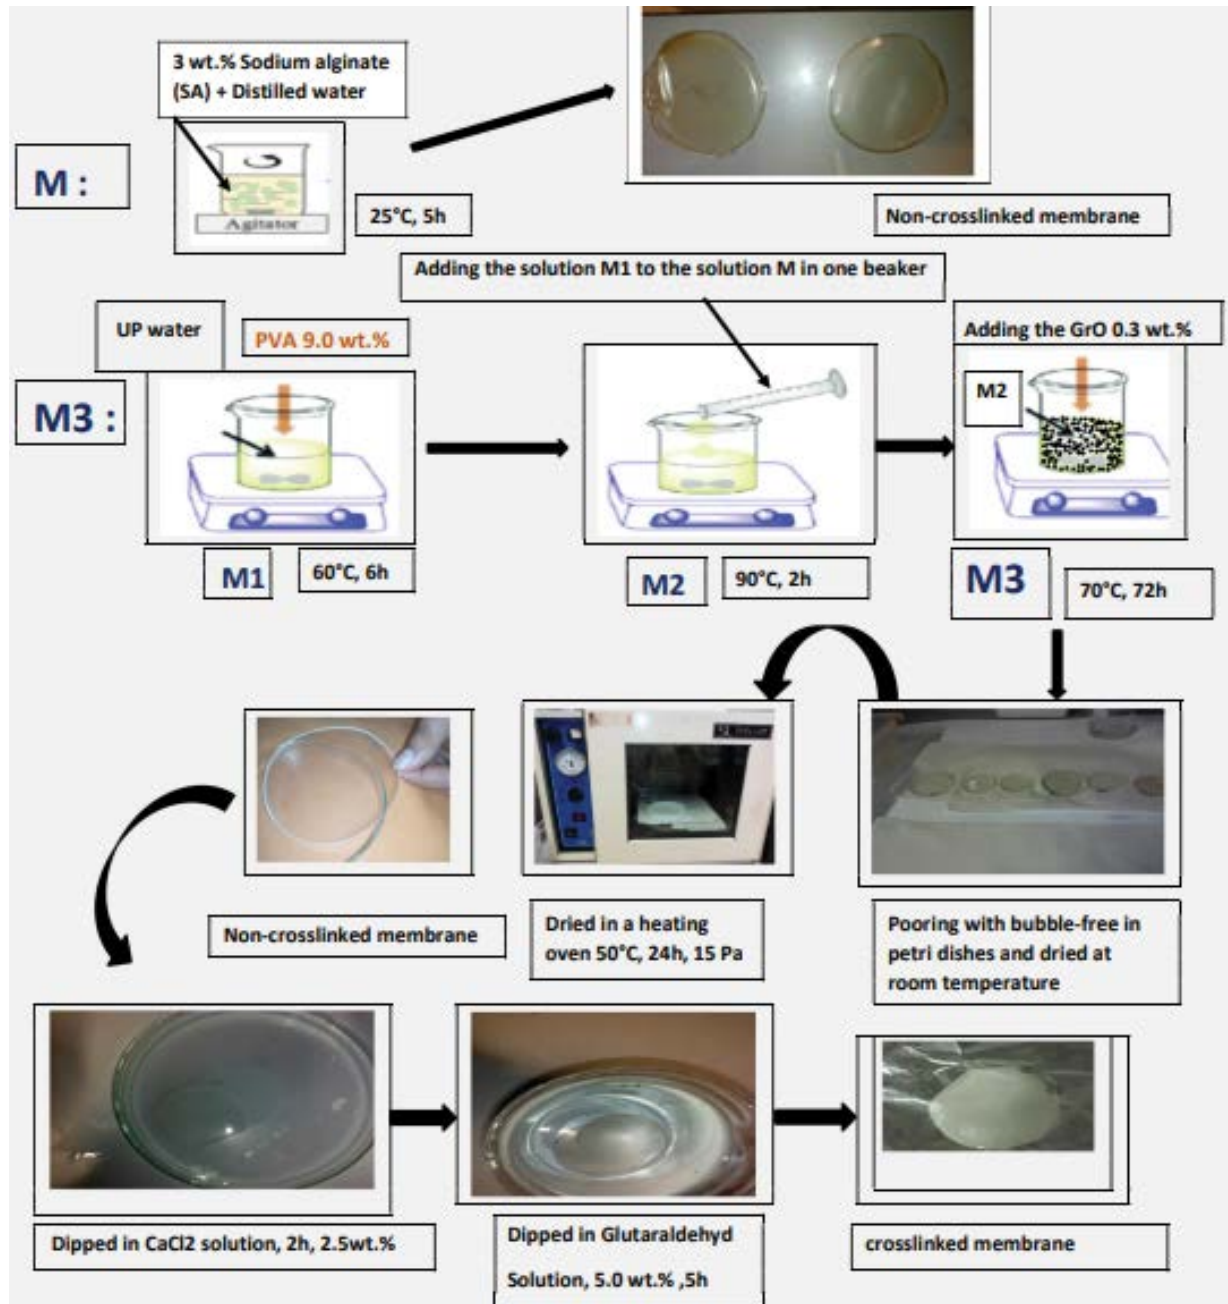 3 wt.% Sodium alginate
(SA) + Distilled water
M :
Agitator
25°C, 5h
Non-crosslinked membrane
Adding the solution M1 to the solution M in one beaker
UP water
PVA 9.0 wt.%
Adding the GrO 0.3 wt.%
M3 :
M2
M1
60°C, 6h
M2
90°C, 2h
M3
70°C, 72h
Non-crosslinked membrane
Dried in a heating
oven 50°C, 24h, 15 Pa
Pooring with bubble-free in
petri dishes and dried at
room temperature
Dipped in CaCl2 solution, 2h, 2.5wt.%
Dipped in Glutaraldehyd
Solution, 5.0 wt.% ,5h
crosslinked membrane